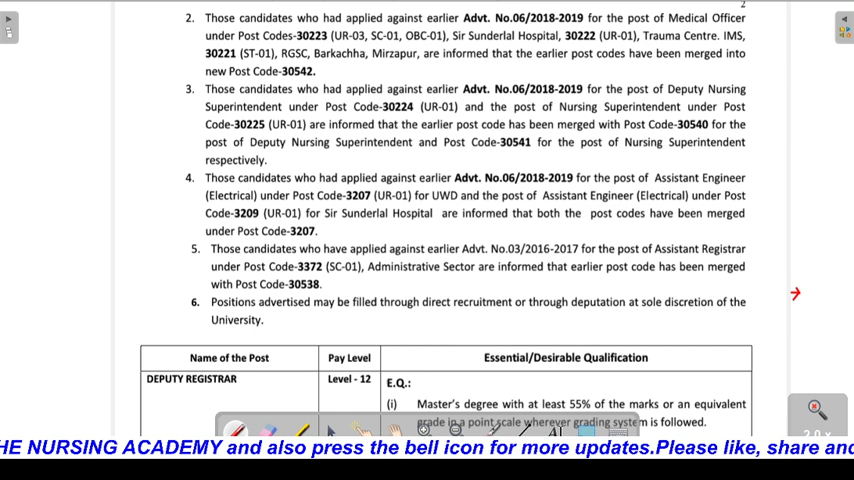 2
2. Those candidates who had applied against earlier Advt. No.06/2018-2019 for the post of Medical Officer
under Post Codes-30223 (UR-03, SC-01, OBC-01), Sir Sunderlal Hospital, 30222 (UR-01), Trauma Centre. IMS,
30221 (ST-01), RGSC, Barkachha, Mirzapur, are informed that the earlier post codes have been merged into
new Post Code-30542.
3. Those candidates who had applied against earlier Advt. No.06/2018-2019 for the post of Deputy Nursing
Superintendent under Post Code-30224 (UR-01) and the post of Nursing Superintendent under Post
Code-30225 (UR-01) are informed that the earlier post code has been merged with Post Code-30540 for the
post of Deputy Nursing Superintendent and Post Code-30541 for the post of Nursing Superintendent
respectively.
4. Those candidates who had applied against earlier Advt. No.06/2018-2019 for the post of Assistant Engineer
(Electrical) under Post Code-3207 (UR-01) for UWD and the post of Assistant Engineer (Electrical) under Post
Code-3209 (UR-01) for Sir Sunderlal Hospital are informed that both the post codes have been merged
under Post Code-3207.
5. Those candidates who have applied against earlier Advt. No.03/2016-2017 for the post of Assistant Registrar
under Post Code-3372 (SC-01), Administrative Sector are informed that earlier post code has been merged
with Post Code-30538.
6. Positions advertised may be filled through direct recruitment or through deputation at sole discretion of the
University.
Name of the Post Pay Level Essential/Desirable Qualification
DEPUTY REGISTRAR Level - 12 E.Q.:
(i) Master's degree with at least 55% of the marks or an equivalent
grade in a point scale wherever grading system is followed.
2.0 x
HE NURSING ACADEMY and also press the bell icon for more updates.Please like, share and